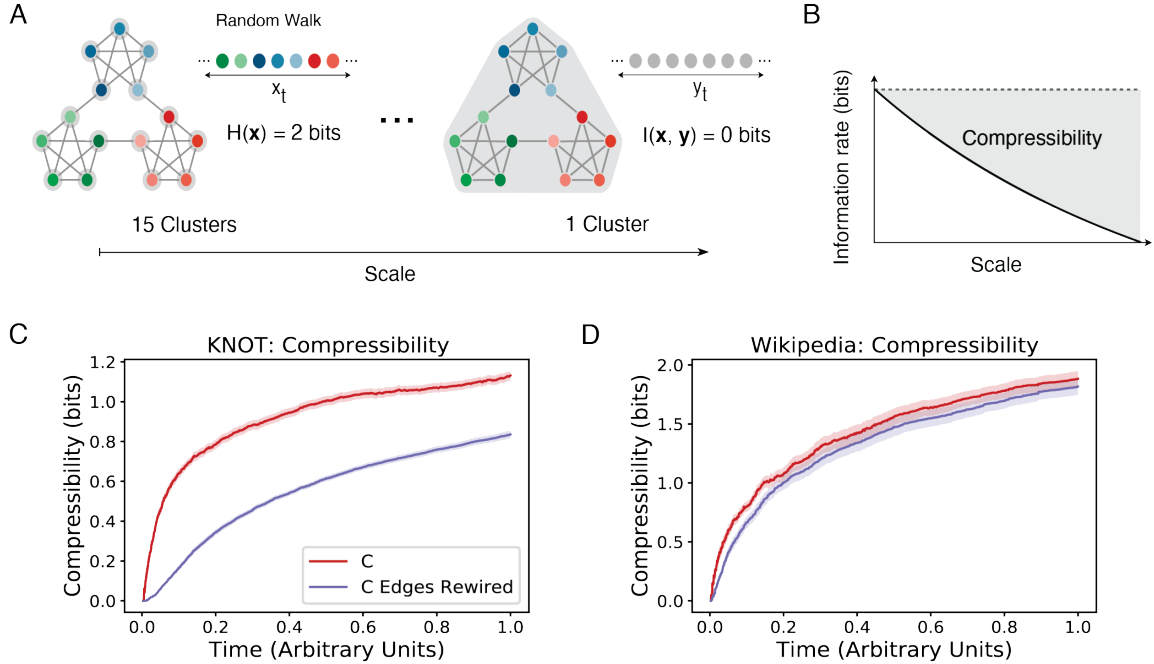 A
Random Walk
... ...
x_t
H(x) = 2 bits
...
... ...
y_t
I(x, y) = 0 bits
15 Clusters
1 Cluster
Scale
B
Information rate (bits)
Compressibility
Scale
C
KNOT: Compressibility
Compressibility (bits)
1.2
1.0
0.8
0.6
0.4
0.2
0.0
C
C Edges Rewired
0.0 0.2 0.4 0.6 0.8 1.0
Time (Arbitrary Units)
D
Wikipedia: Compressibility
Compressibility (bits)
2.0
1.5
1.0
0.5
0.0
0.0 0.2 0.4 0.6 0.8 1.0
Time (Arbitrary Units)